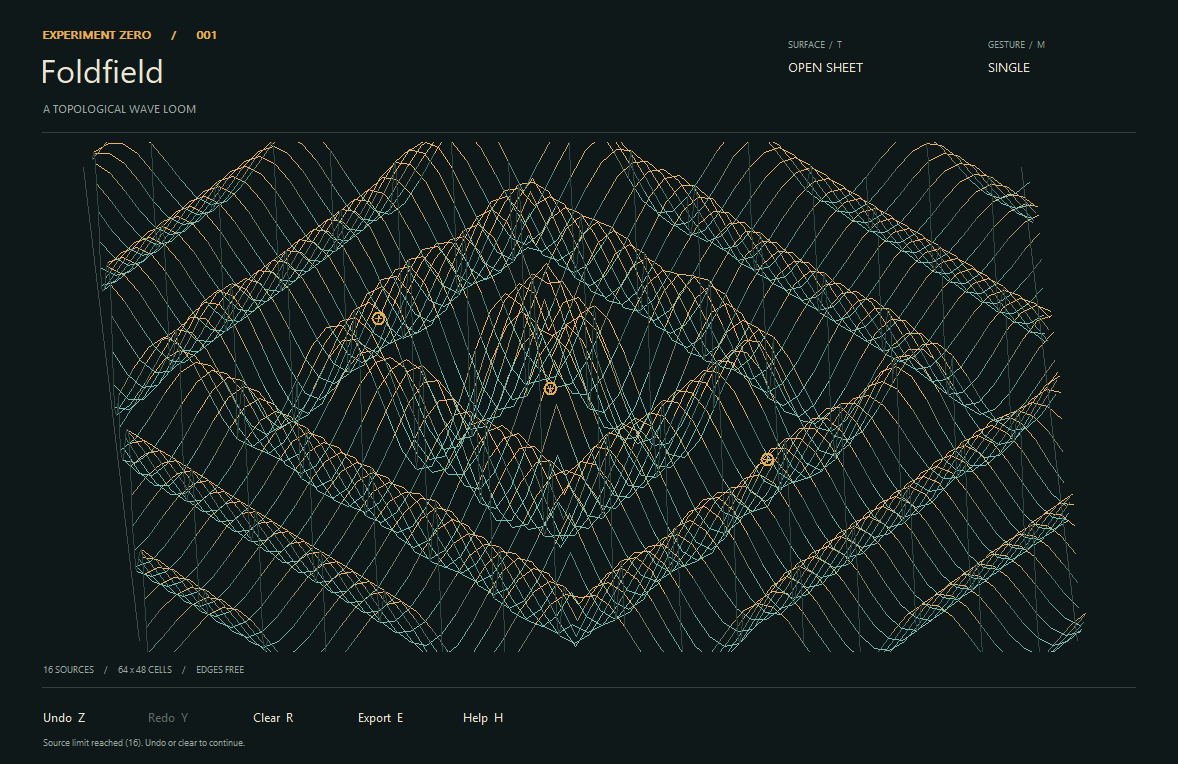 EXPERIMENT ZERO / 001
Foldfield
A TOPOLOGICAL WAVE LOOM
SURFACE / T
OPEN SHEET
GESTURE / M
SINGLE
16 SOURCES / 64 x 48 CELLS / EDGES FREE
Undo Z Redo Y Clear R Export E Help H
Source limit reached (16). Undo or clear to continue.